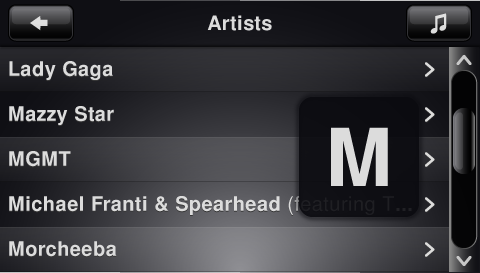 Artists
Lady Gaga
Mazzy Star
MGMT
M
Michael Franti & Spearhead (featuring T...
Morcheeba